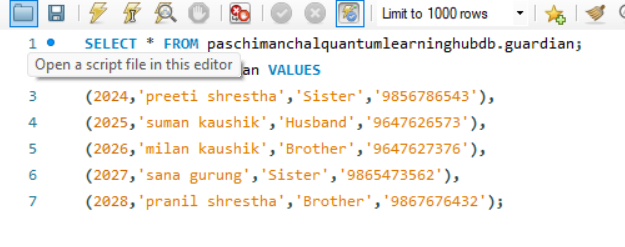 Limit to 1000 rows
1 SELECT * FROM paschimanchalquantumlearninghubdb.guardian;
Open a script file in this editor
an VALUES
3 (2024,'preeti shrestha','Sister','9856786543'),
4 (2025,'suman kaushik','Husband','9647626573'),
5 (2026,'milan kaushik','Brother','9647627376'),
6 (2027,'sana gurung','Sister','9865473562'),
7 (2028,'pranil shrestha','Brother','9867676432');